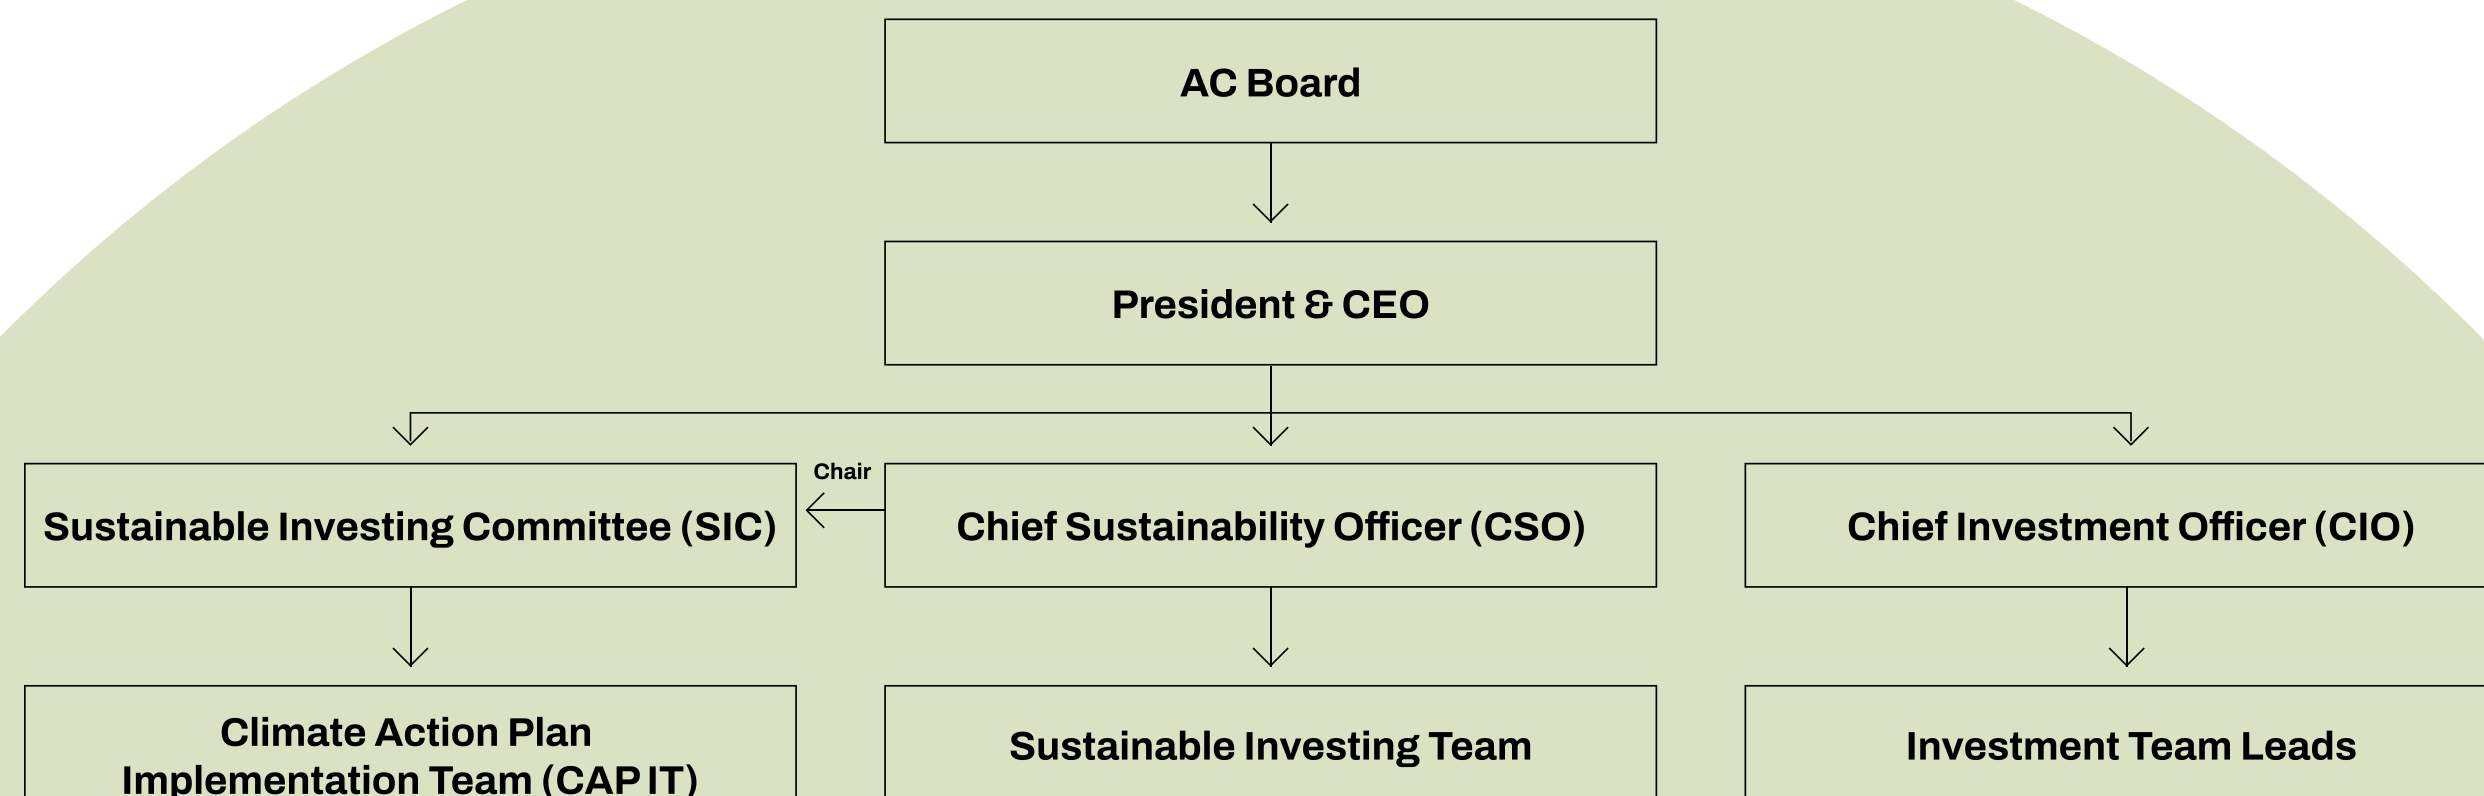 AC Board
President & CEO
Chair
Sustainable Investing Committee (SIC)
Chief Sustainability Officer (CSO)
Chief Investment Officer (CIO)
Climate Action Plan
Implementation Team (CAP IT)
Sustainable Investing Team
Investment Team Leads